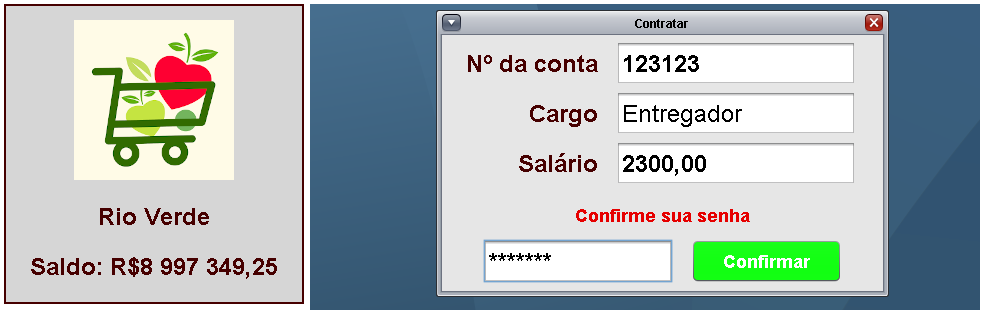 Rio Verde
Saldo: R$8 997 349,25
Contratar
Nº da conta 123123
Cargo Entregador
Salário 2300,00
Confirme sua senha
******* Confirmar